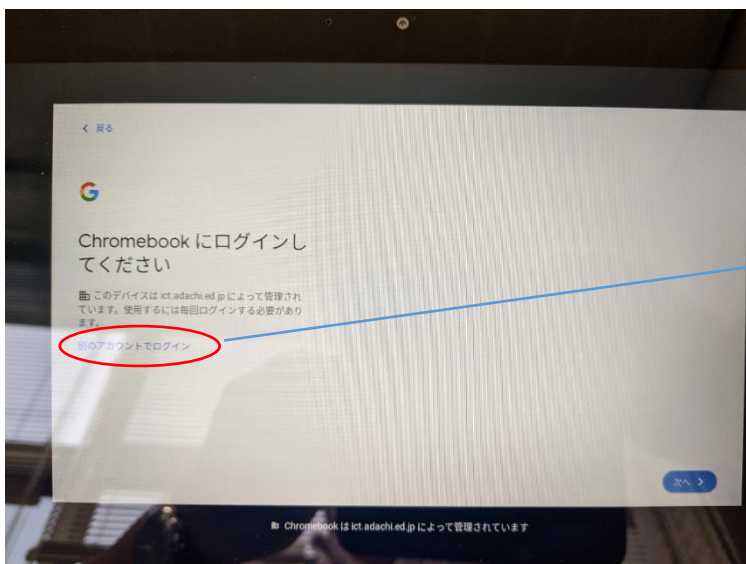 戻る
G
Chromebook にログインし
てください
このデバイスは ict.adachi.ed.jp によって管理され
ています。使用するには毎回ログインする必要があり
ます。
別のアカウントでログイン
次へ
Chromebook は ict.adachi.ed.jp によって管理されています